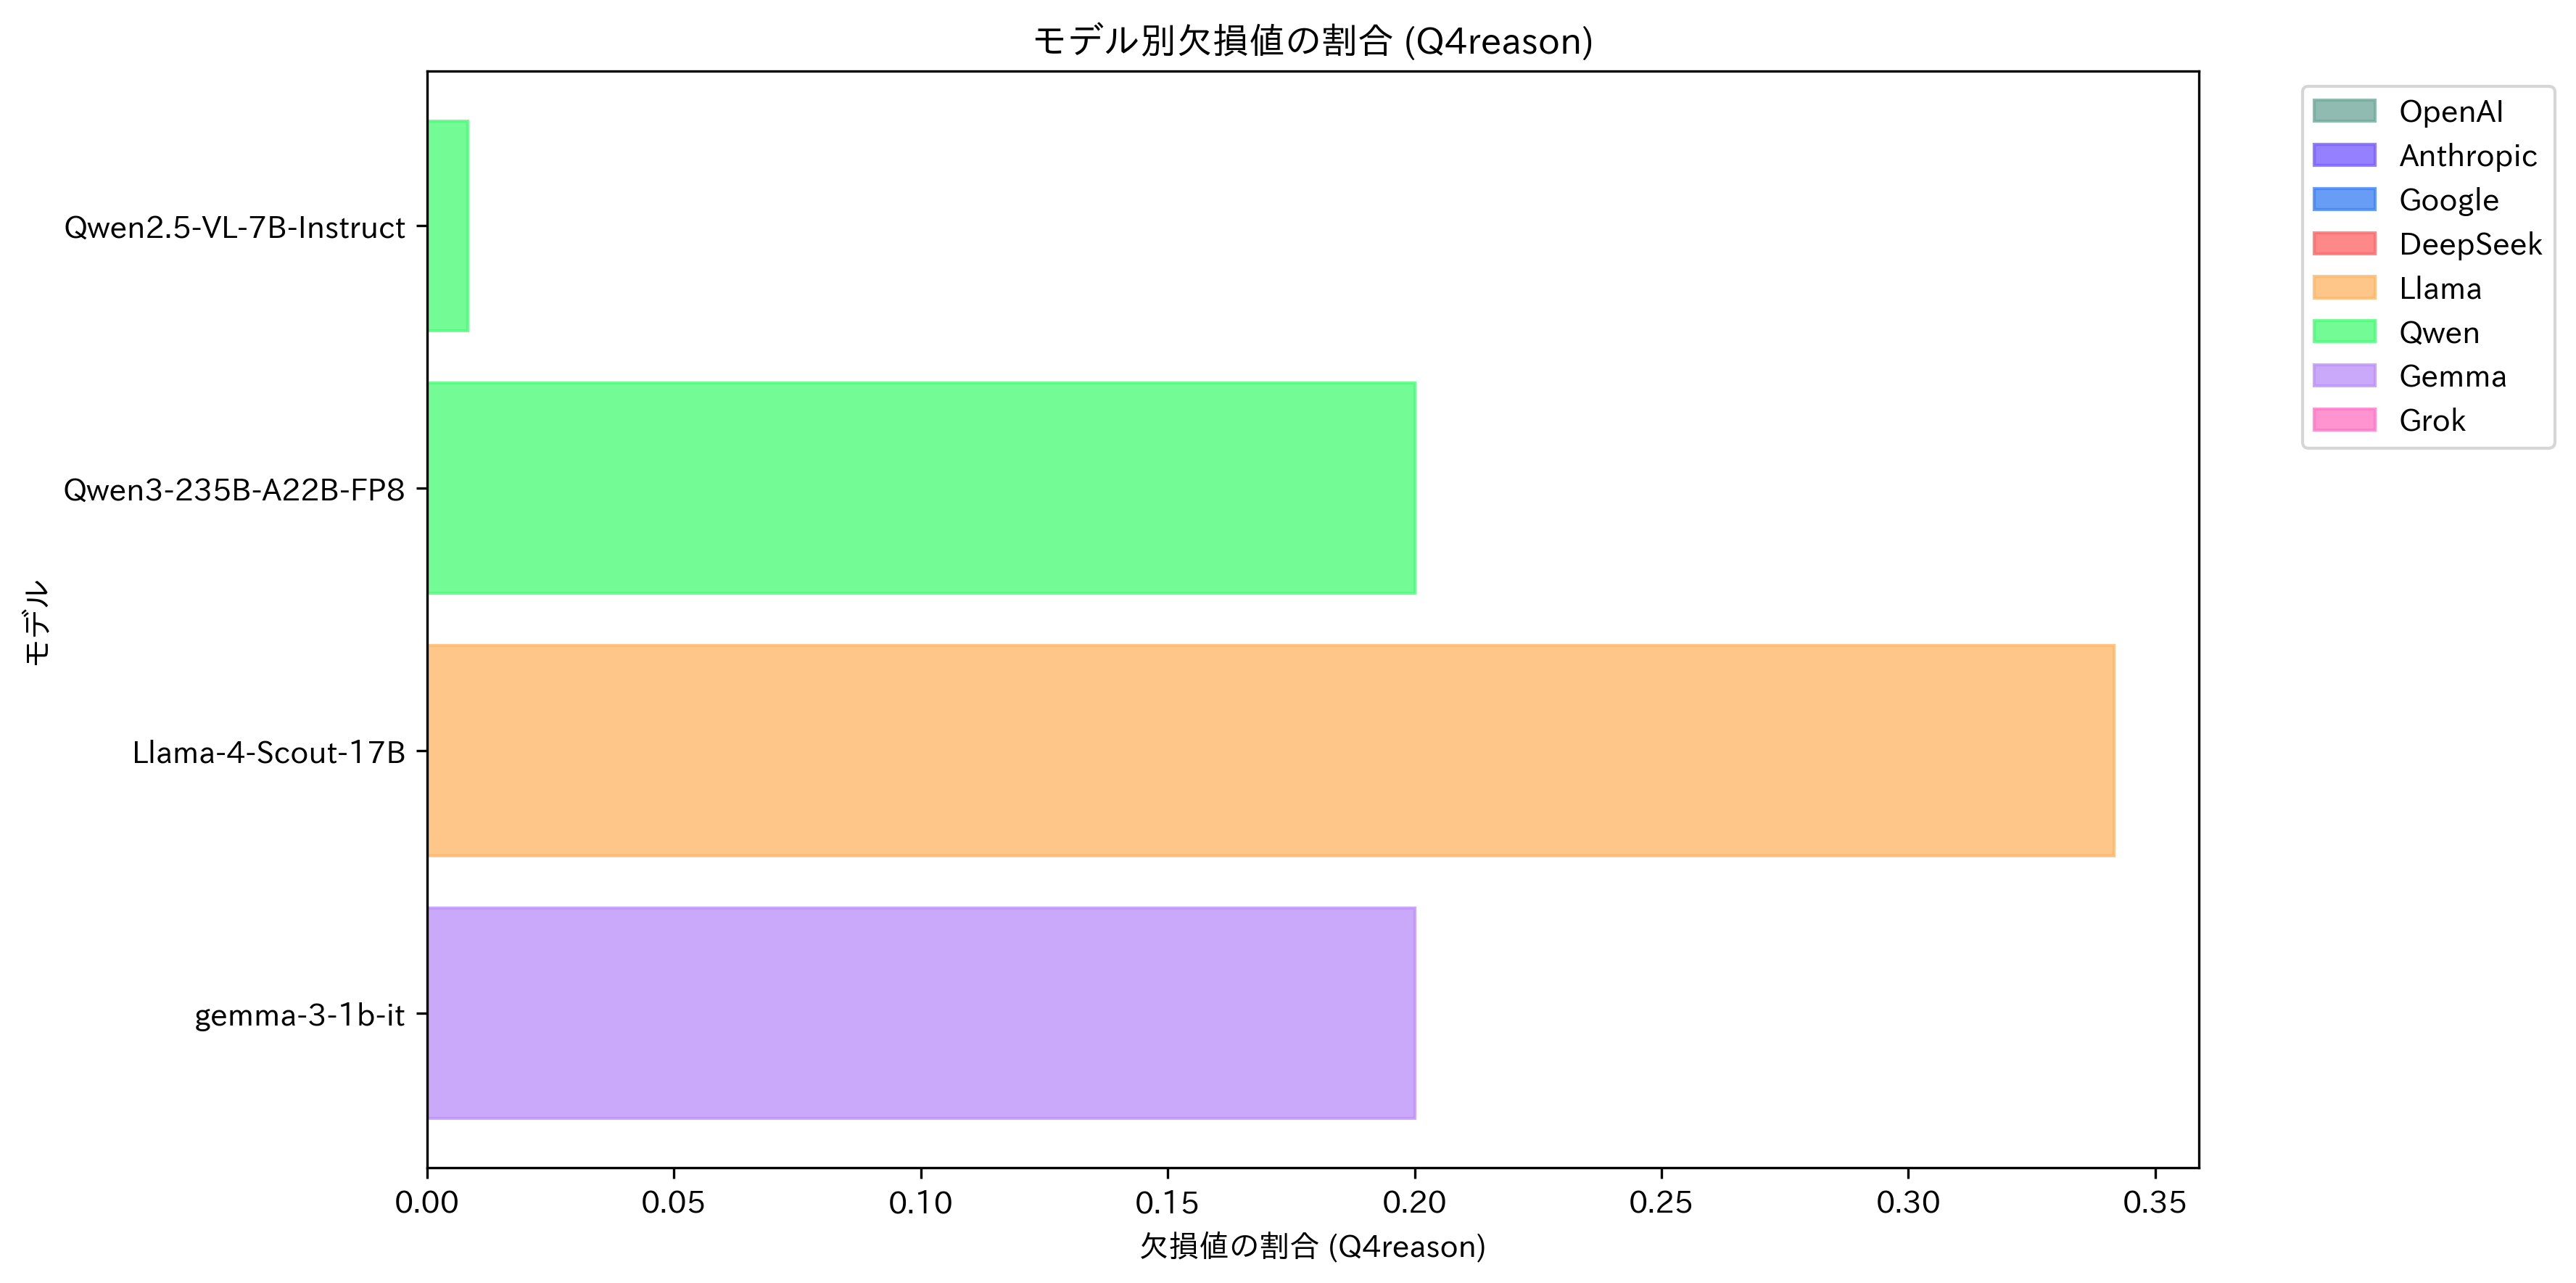 モデル別欠損値の割合 (Q4reason)
モデル
Qwen2.5-VL-7B-Instruct
Qwen3-235B-A22B-FP8
Llama-4-Scout-17B
gemma-3-1b-it
0.00 0.05 0.10 0.15 0.20 0.25 0.30 0.35
欠損値の割合 (Q4reason)
OpenAI
Anthropic
Google
DeepSeek
Llama
Qwen
Gemma
Grok